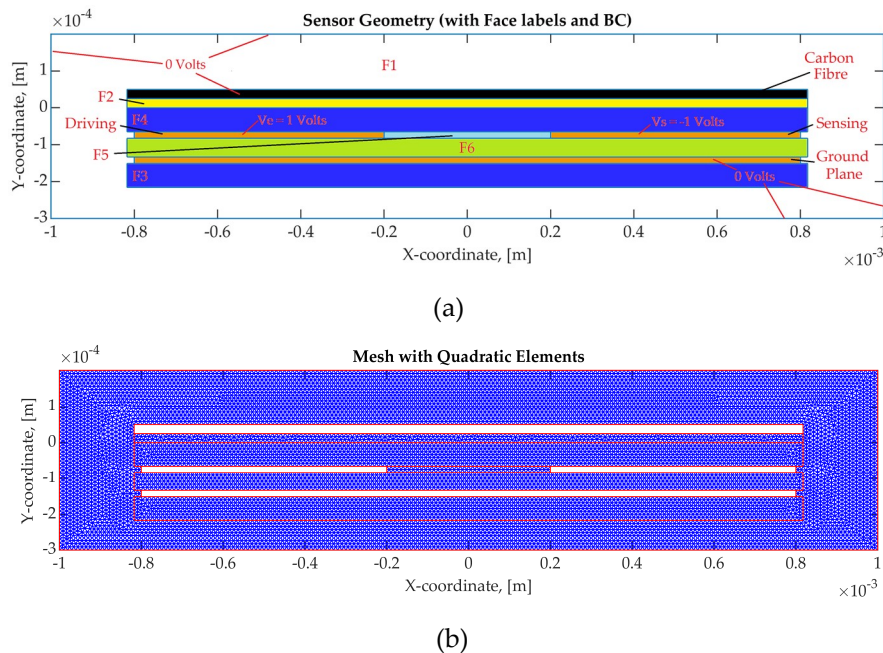 Sensor Geometry (with Face labels and BC)
×10⁻⁴
Y-coordinate, [m]
1
0
-1
-2
-3
0 Volts
F1
Carbon Fibre
F2
F4
Driving
Ve = 1 Volts
Vs = -1 Volts
Sensing
F5
F6
Ground Plane
F3
0 Volts
-1 -0.8 -0.6 -0.4 -0.2 0 0.2 0.4 0.6 0.8 1
X-coordinate, [m]
×10⁻³
(a)
Mesh with Quadratic Elements
×10⁻⁴
Y-coordinate, [m]
1
0
-1
-2
-3
-1 -0.8 -0.6 -0.4 -0.2 0 0.2 0.4 0.6 0.8 1
X-coordinate, [m]
×10⁻³
(b)